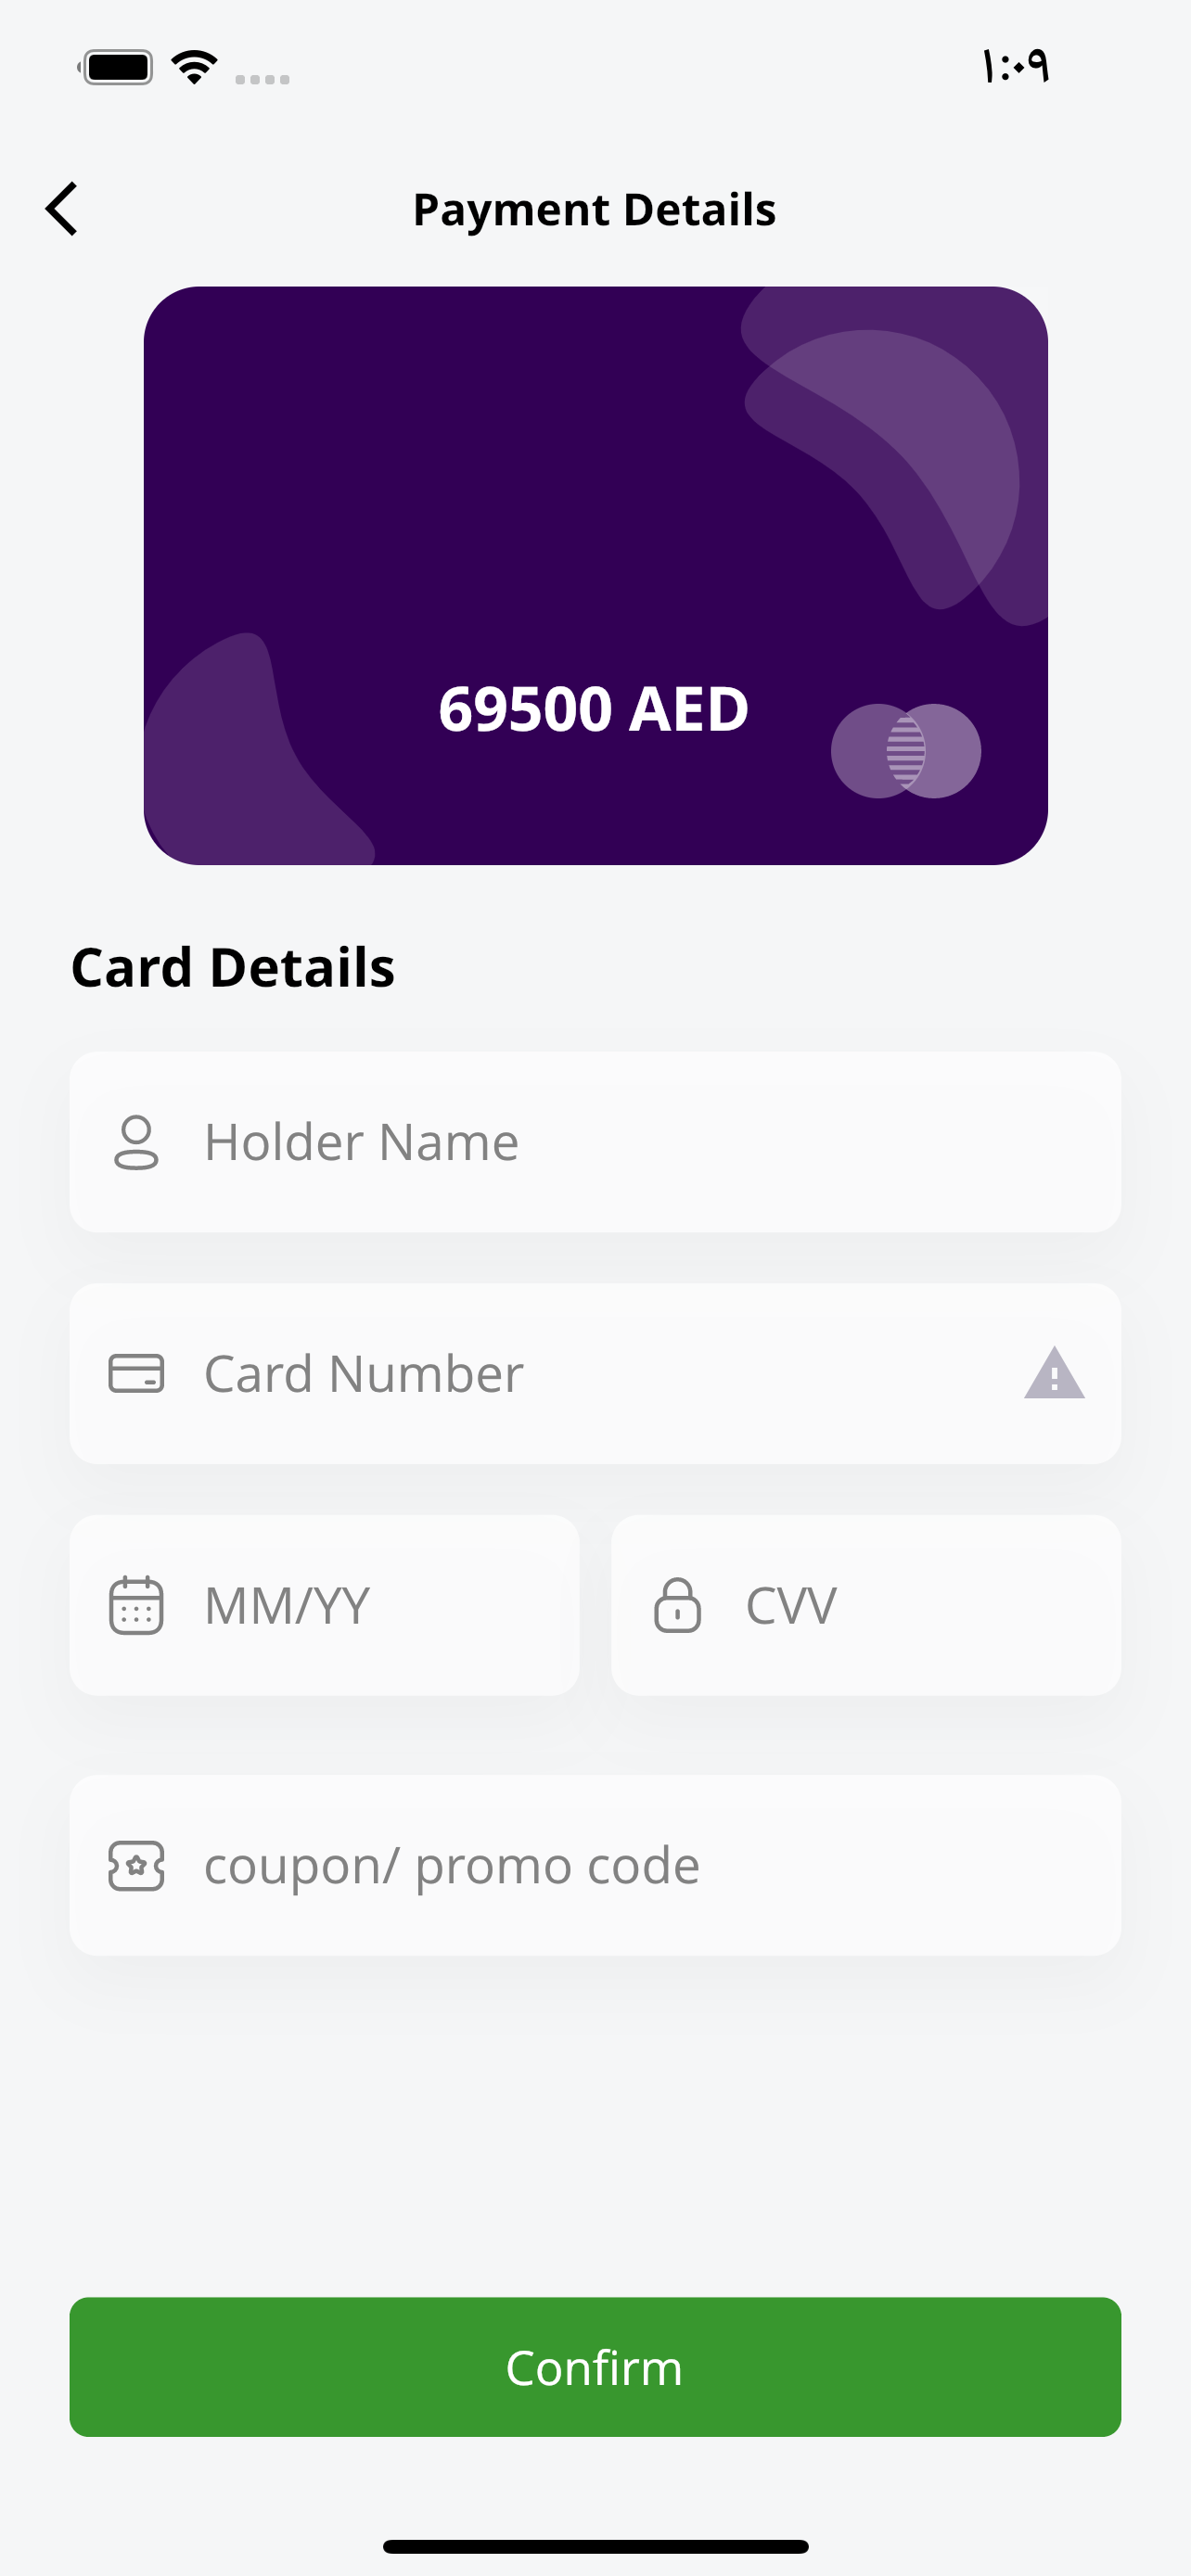 ١:٠٩
Payment Details
69500 AED
Card Details
Holder Name
Card Number
MM/YY
CVV
coupon/ promo code
Confirm